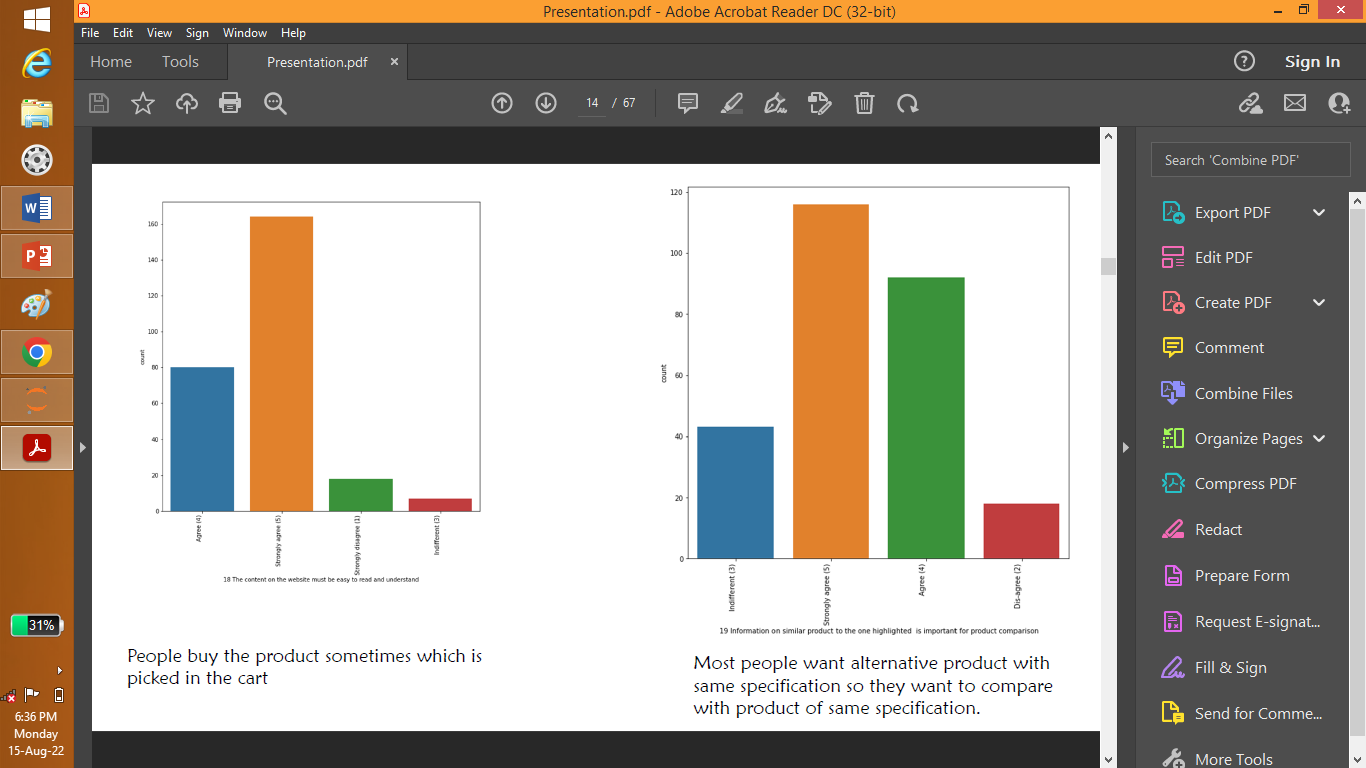 Presentation.pdf - Adobe Acrobat Reader DC (32-bit)
File Edit View Sign Window Help
Home Tools Presentation.pdf × Sign In
14 / 67
Search 'Combine PDF'
Export PDF
Edit PDF
Create PDF
Comment
Combine Files
Organize Pages
Compress PDF
Redact
Prepare Form
Request E-signat...
Fill & Sign
Send for Comme...
More Tools
160
140
120
100
80
60
40
20
0
count
Agree (4)
Strongly agree (5)
Strongly disagree (1)
Indifferent (3)
18 The content on the website must be easy to read and understand
People buy the product sometimes which is
picked in the cart
120
100
80
60
40
20
0
count
Indifferent (3)
Strongly agree (5)
Agree (4)
Dis-agree (2)
19 Information on similar product to the one highlighted is important for product comparison
Most people want alternative product with
same specification so they want to compare
with product of same specification.
31%
6:36 PM
Monday
15-Aug-22